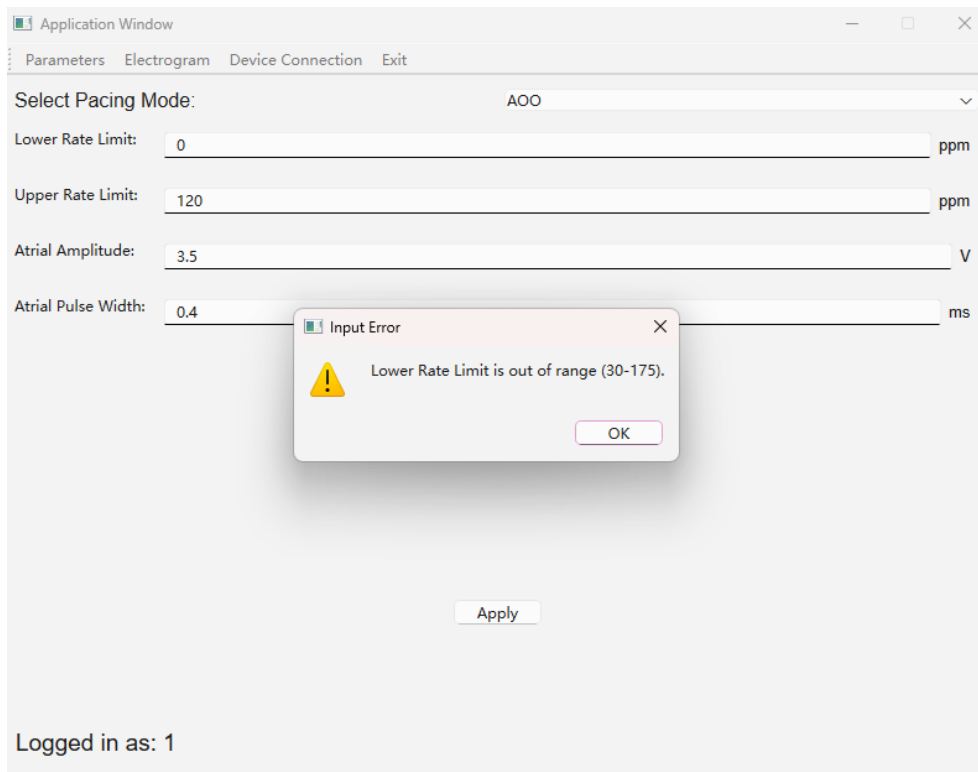 Application Window
Parameters Electrogram Device Connection Exit
Select Pacing Mode: AOO
Lower Rate Limit: 0 ppm
Upper Rate Limit: 120 ppm
Atrial Amplitude: 3.5 V
Atrial Pulse Width: 0.4 ms
Input Error
Lower Rate Limit is out of range (30-175).
OK
Apply
Logged in as: 1